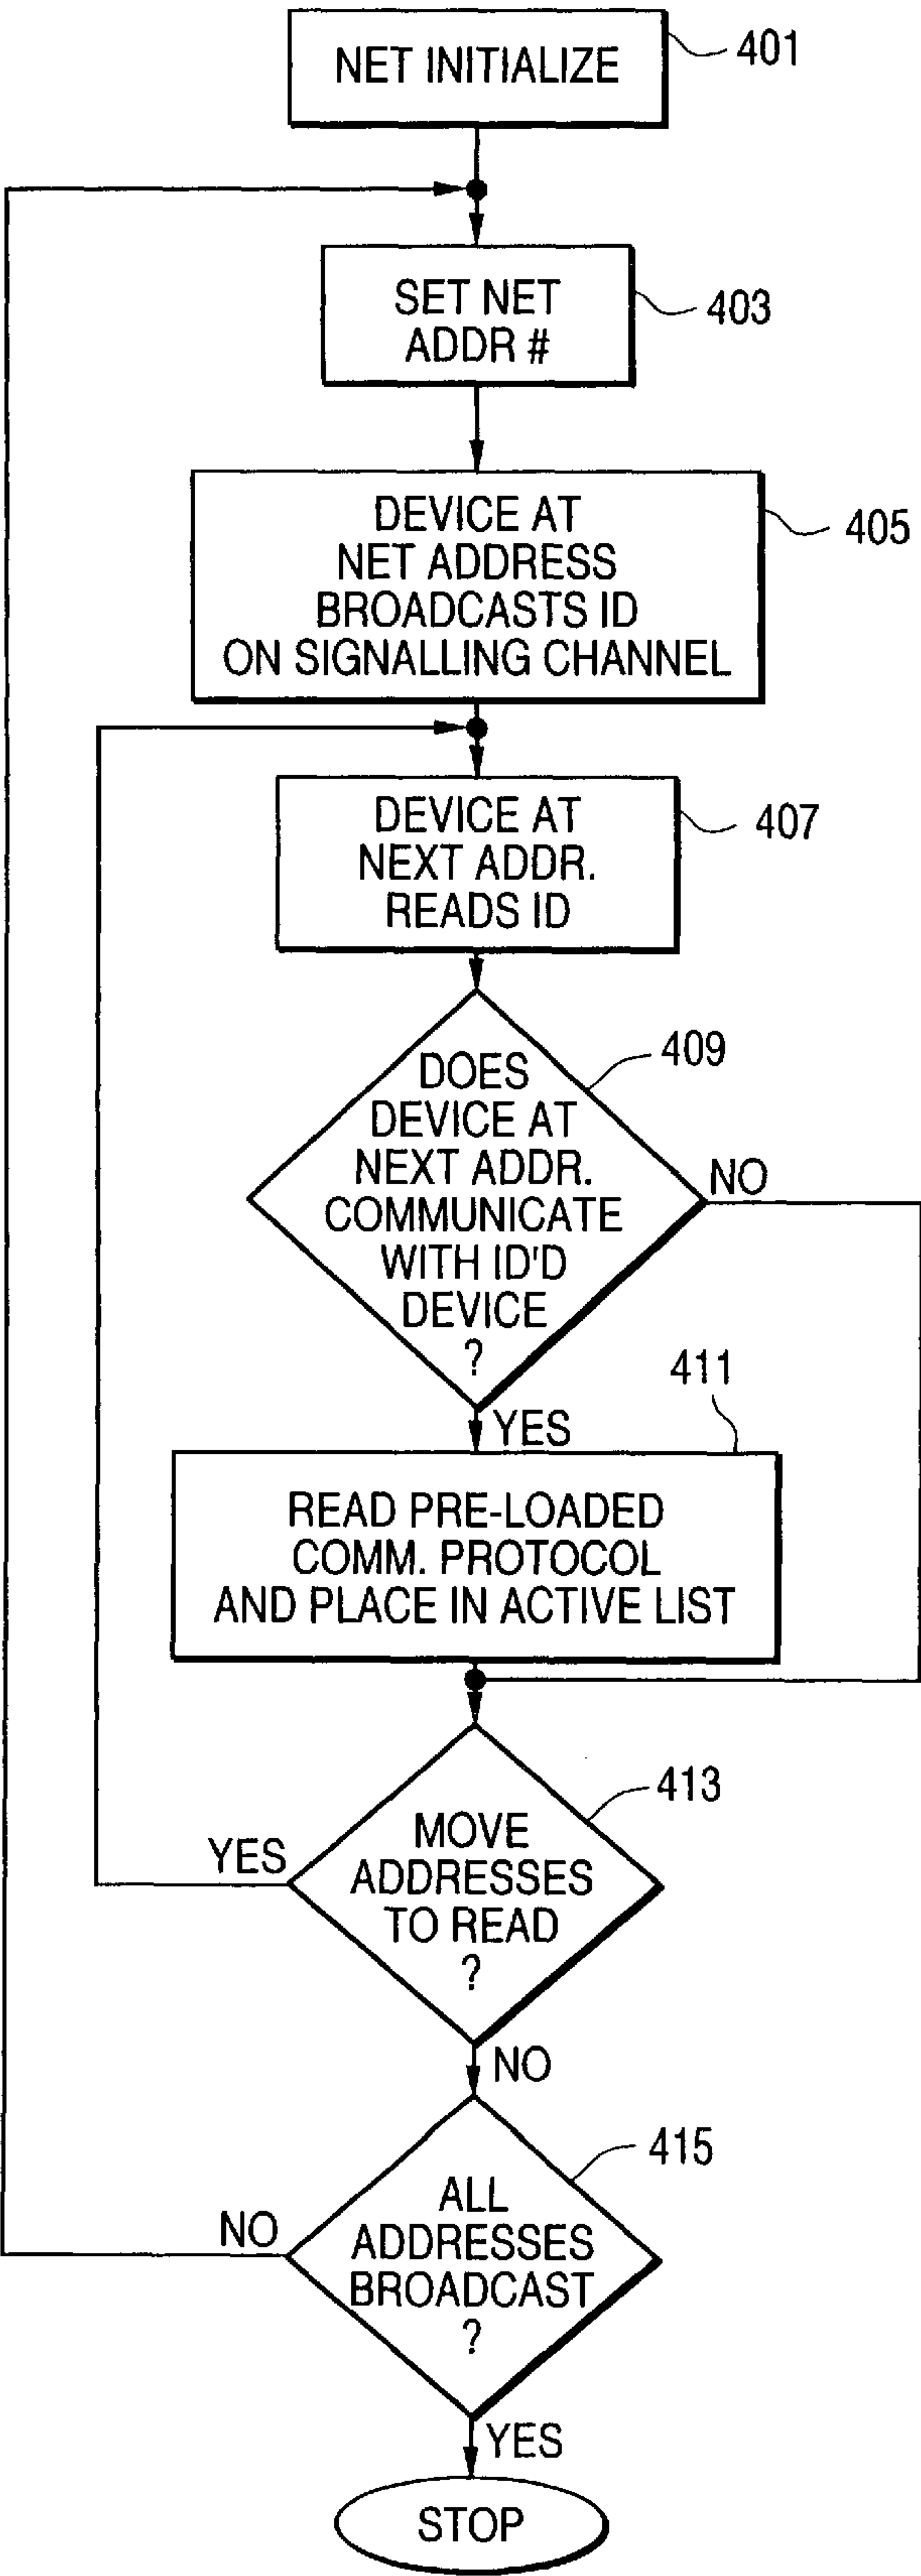 NET INITIALIZE
401
SET NET
ADDR #
403
DEVICE AT
NET ADDRESS
BROADCASTS ID
ON SIGNALLING CHANNEL
405
DEVICE AT
NEXT ADDR.
READS ID
407
DOES
DEVICE AT
NEXT ADDR.
COMMUNICATE
WITH ID'D
DEVICE
?
409
NO
YES
411
READ PRE-LOADED
COMM. PROTOCOL
AND PLACE IN ACTIVE LIST
MOVE
ADDRESSES
TO READ
?
413
YES
NO
ALL
ADDRESSES
BROADCAST
?
415
NO
YES
STOP